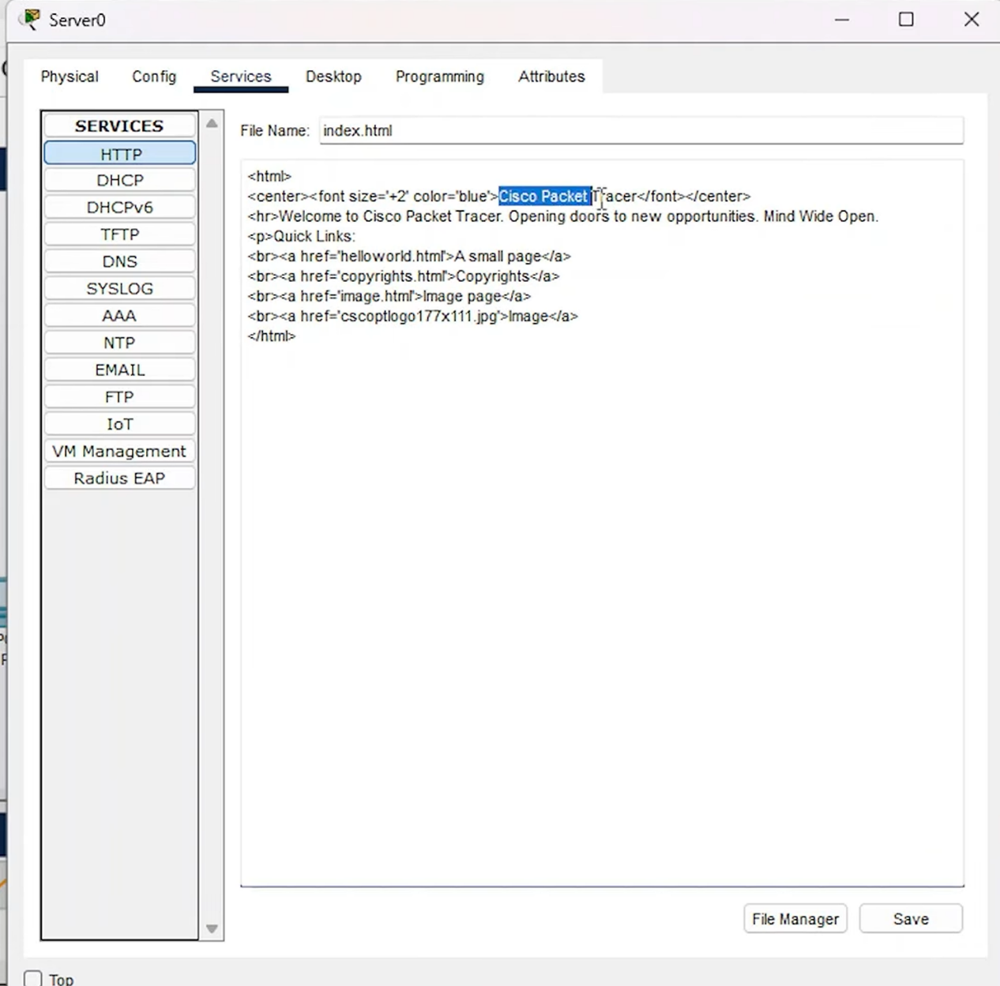 Server0
Physical Config Services Desktop Programming Attributes
SERVICES
HTTP
DHCP
DHCPv6
TFTP
DNS
SYSLOG
AAA
NTP
EMAIL
FTP
IoT
VM Management
Radius EAP
File Name: index.html
<html>
<center><font size='+2' color='blue'>Cisco Packet Tracer</font></center>
<hr>Welcome to Cisco Packet Tracer. Opening doors to new opportunities. Mind Wide Open.
<p>Quick Links:
<br><a href='helloworld.html'>A small page</a>
<br><a href='copyrights.html'>Copyrights</a>
<br><a href='image.html'>Image page</a>
<br><a href='cscoptlogo177x111.jpg'>Image</a>
</html>
File Manager Save
Top